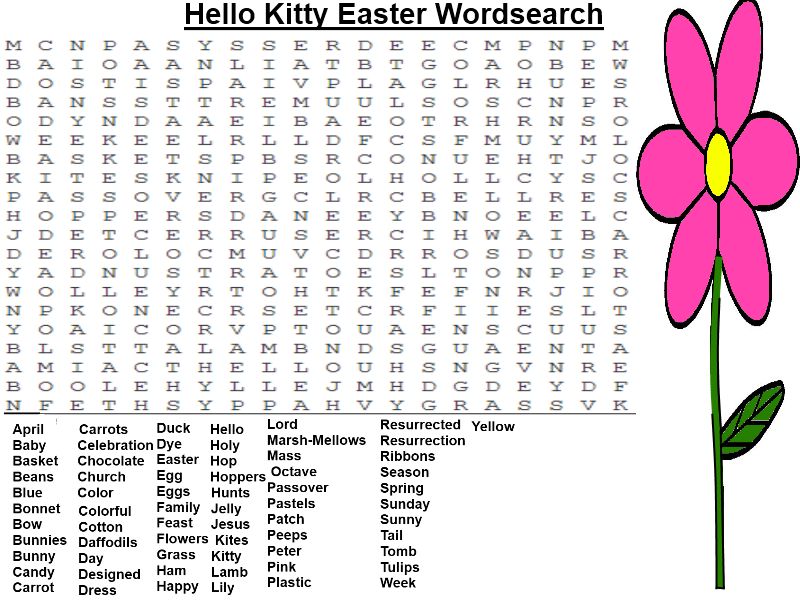 Hello Kitty Easter Wordsearch
M C N P A S Y S S E R D E E C M P N P M
B A I O A A N L I A T B T G O A O B E W
D O S T I S P A I V P L A G L R H U E S
B A N S S T T R E M U U L S O S C N P R
O D Y N D A A E I B A E O T R H R N S O
W E E K E E L R L L D F C S F M U Y M L
B A S K E T S P B S R C O N U E H T J O
K I T E S K N I P E O L H O L L C Y S C
P A S S O V E R G C L R C B E L L R E S
H O P P E R S D A N E E Y B N O E E L C
J D E T C E R R U S E R C I H W A I B A
D E R O L O C M U V C D R R O S D U S R
Y A D N U S T R A T O E S L T O N P P R
W O L L E Y R T O H T K F E F N R J I O
N P K O N E C R S E T C R F I I E S L T
Y O A I C O R V P T O U A E N S C U U S
B L S T T A L A M B N D S G U A E N T A
A M I A C T H E L L O U H S N G V N R E
B O O L E H Y L L E J M H D G D E Y D F
N F E T H S Y P P A H V Y G R A S S V K
April
Baby
Basket
Beans
Blue
Bonnet
Bow
Bunnies
Bunny
Candy
Carrot
Carrots
Celebration
Chocolate
Church
Color
Colorful
Cotton
Daffodils
Day
Designed
Dress
Duck
Dye
Easter
Egg
Eggs
Family
Feast
Flowers
Grass
Ham
Happy
Hello
Holy
Hop
Hoppers
Hunts
Jelly
Jesus
Kites
Kitty
Lamb
Lily
Lord
Marsh-Mellows
Mass
Octave
Passover
Pastels
Patch
Peeps
Peter
Pink
Plastic
Resurrected
Resurrection
Ribbons
Season
Spring
Sunday
Sunny
Tail
Tomb
Tulips
Week
Yellow